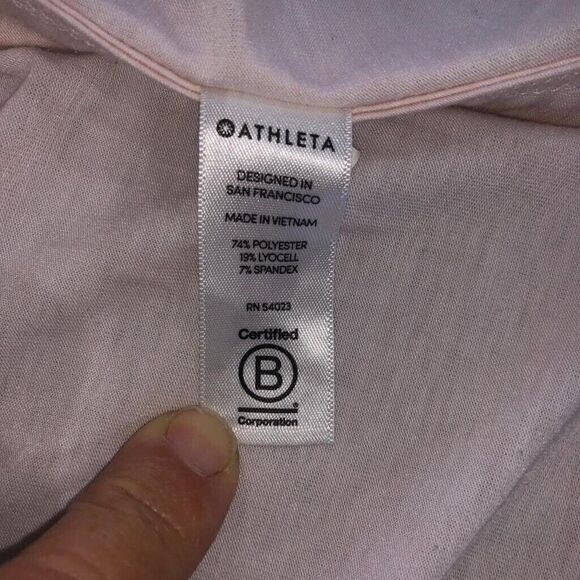 ATHLETA
DESIGNED IN
SAN FRANCISCO
MADE IN VIETNAM
74% POLYESTER
19% LYOCELL
7% SPANDEX
RN 54023
Certified
B
Corporation